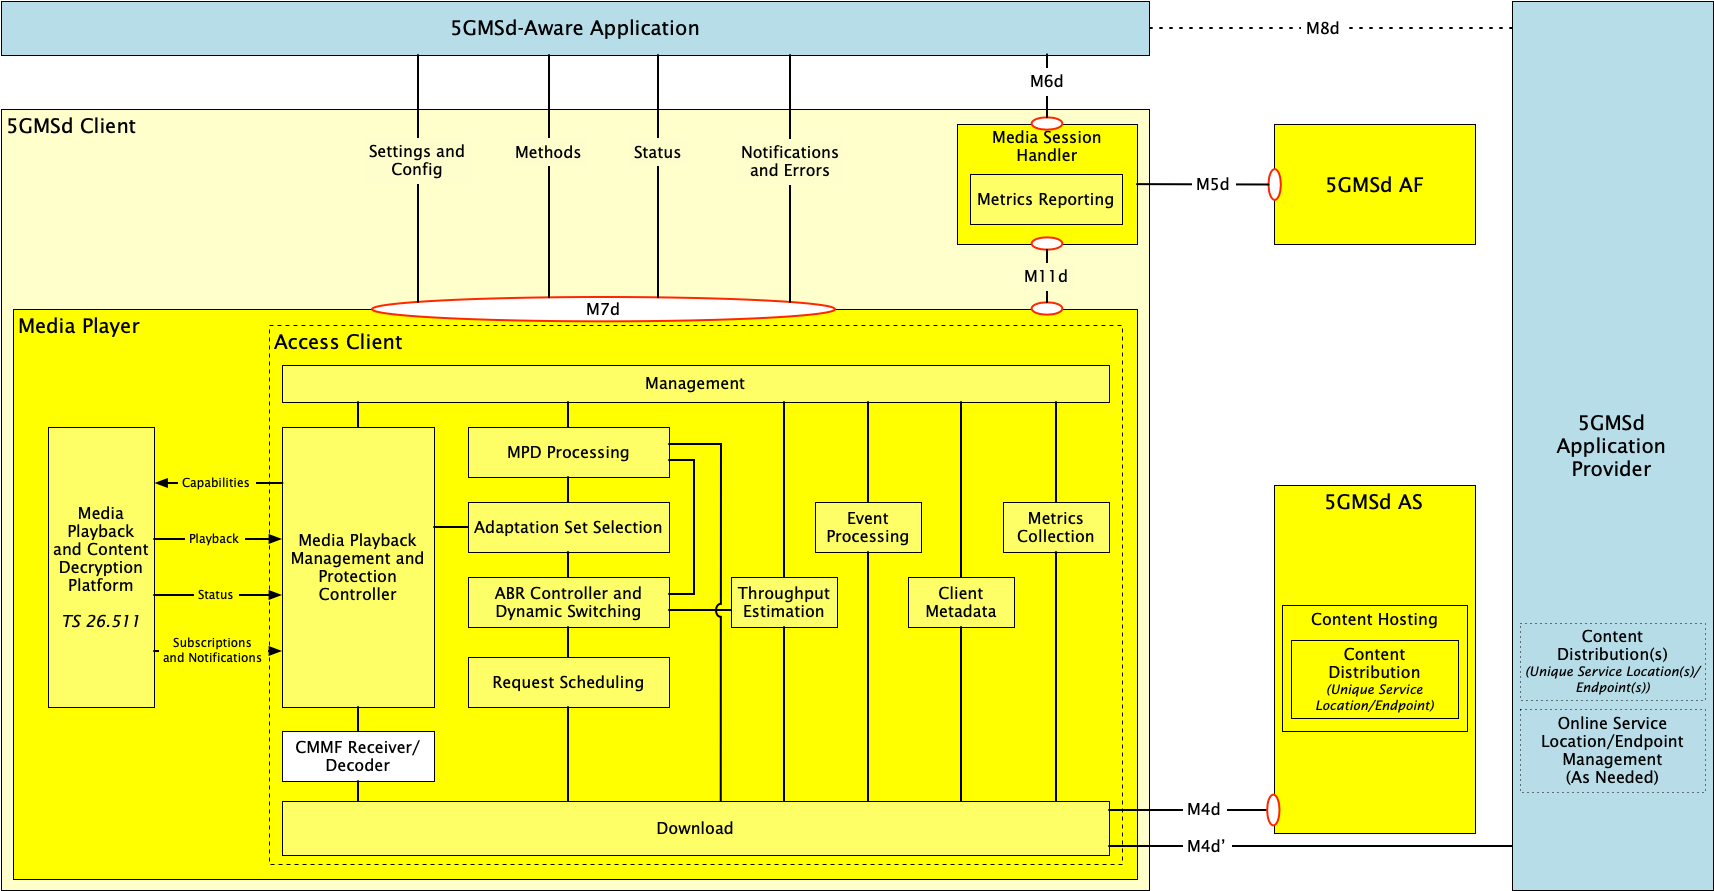 5GMSd-Aware Application
M8d
M6d
5GMSd Client
Settings and
Config
Methods
Status
Notifications
and Errors
Media Session
Handler
Metrics Reporting
M5d
5GMSd AF
M11d
M7d
Media Player
Access Client
Management
MPD Processing
Capabilities
Media
Playback
and Content
Decryption
Platform
TS 26.511
Playback
Status
Subscriptions
and Notifications
Media Playback
Management and
Protection
Controller
Adaptation Set Selection
ABR Controller and
Dynamic Switching
Request Scheduling
Throughput
Estimation
Event
Processing
Client
Metadata
Metrics
Collection
CMMF Receiver/
Decoder
Download
M4d
M4d’
5GMSd AS
Content Hosting
Content
Distribution
(Unique Service
Location/Endpoint)
5GMSd
Application
Provider
Content
Distribution(s)
(Unique Service Location(s)/
Endpoint(s))
Online Service
Location/Endpoint
Management
(As Needed)